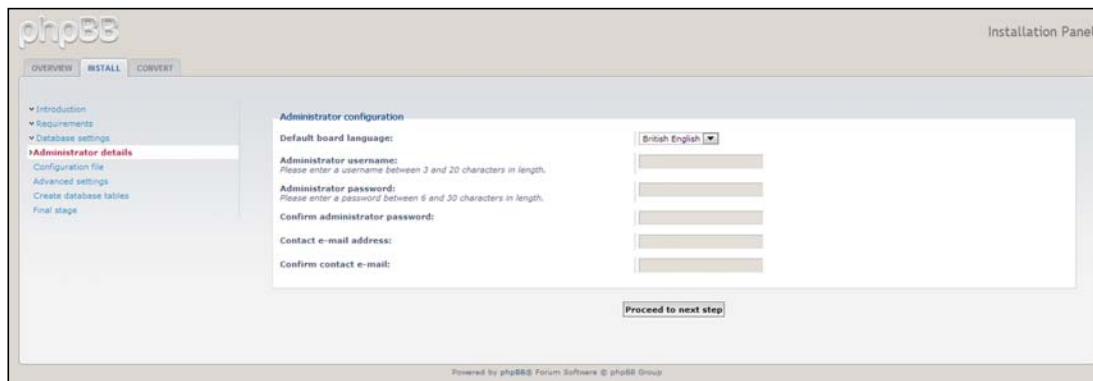 phpBB
Installation Panel
OVERVIEW INSTALL CONVERT
Introduction
Requirements
Database settings
Administrator details
Configuration file
Advanced settings
Create database tables
Final stage
Administrator configuration
Default board language: British English
Administrator username:
Please enter a username between 3 and 20 characters in length.
Administrator password:
Please enter a password between 6 and 30 characters in length.
Confirm administrator password:
Contact e-mail address:
Confirm contact e-mail:
Proceed to next step
Powered by phpBB® Forum Software © phpBB Group